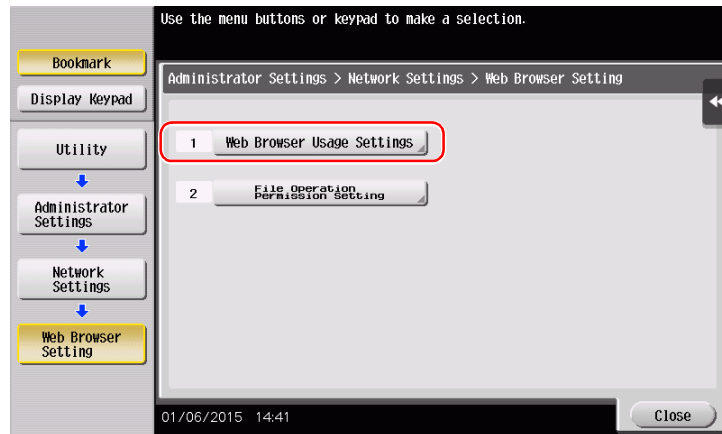 Use the menu buttons or keypad to make a selection.
Bookmark
Display Keypad
Utility
Administrator
Settings
Network
Settings
Web Browser
Setting
Administrator Settings > Network Settings > Web Browser Setting
1 Web Browser Usage Settings
2 File Operation
Permission Setting
01/06/2015 14:41
Close